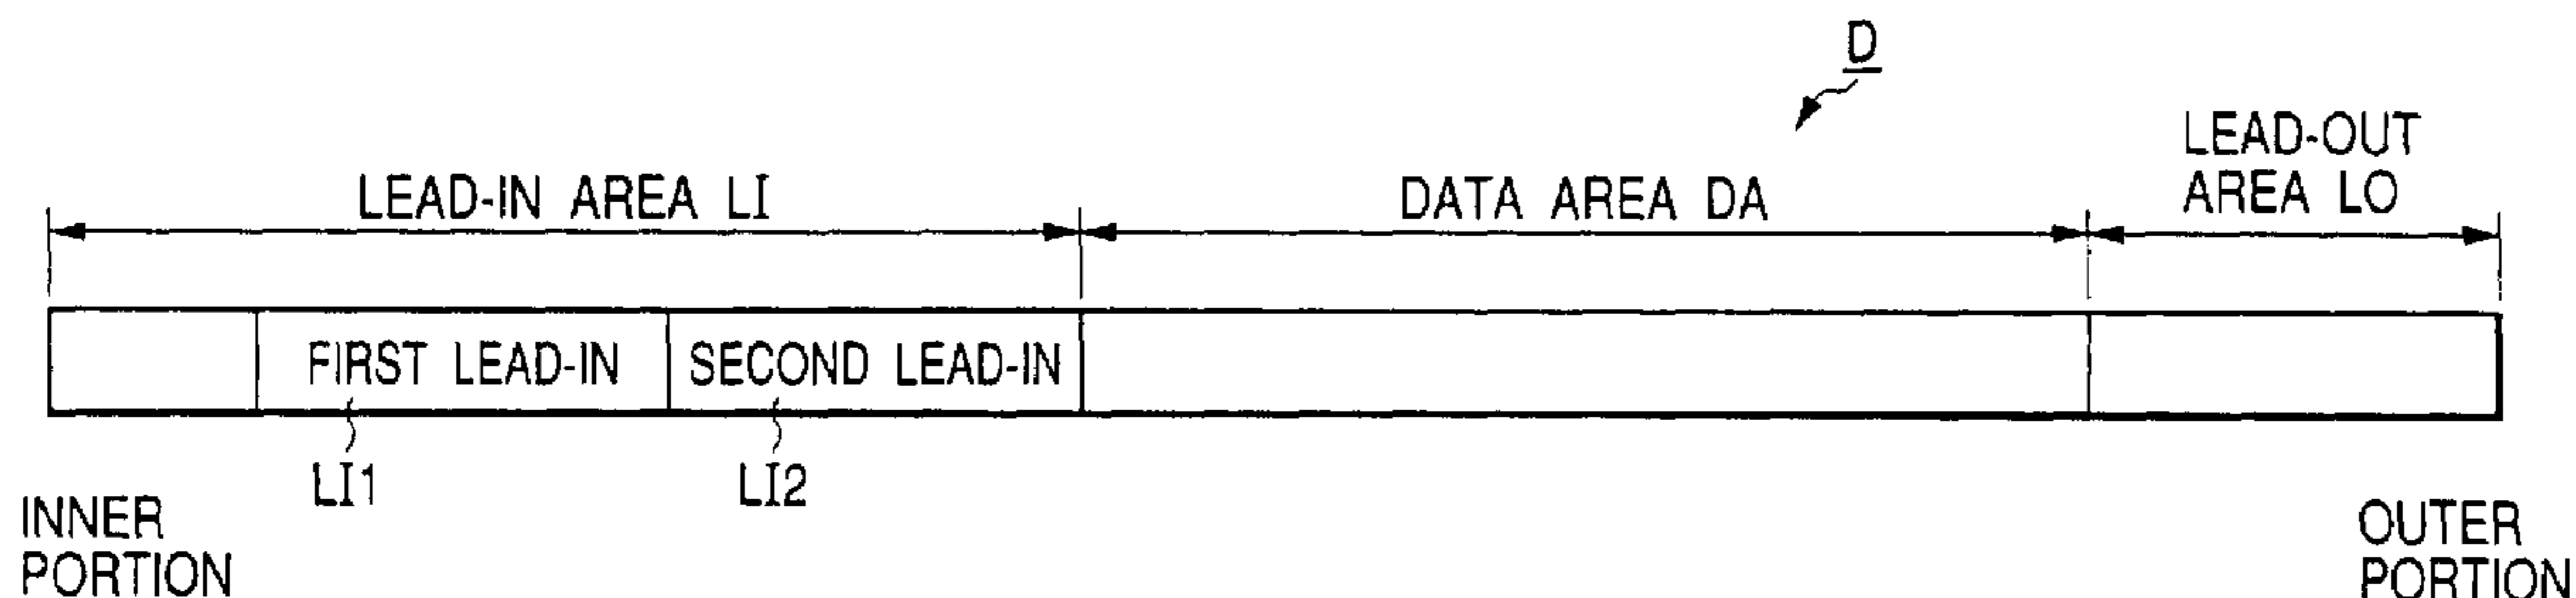 D
LEAD-IN AREA LI
DATA AREA DA
LEAD-OUT
AREA LO
FIRST LEAD-IN
SECOND LEAD-IN
LI1
LI2
INNER
PORTION
OUTER
PORTION